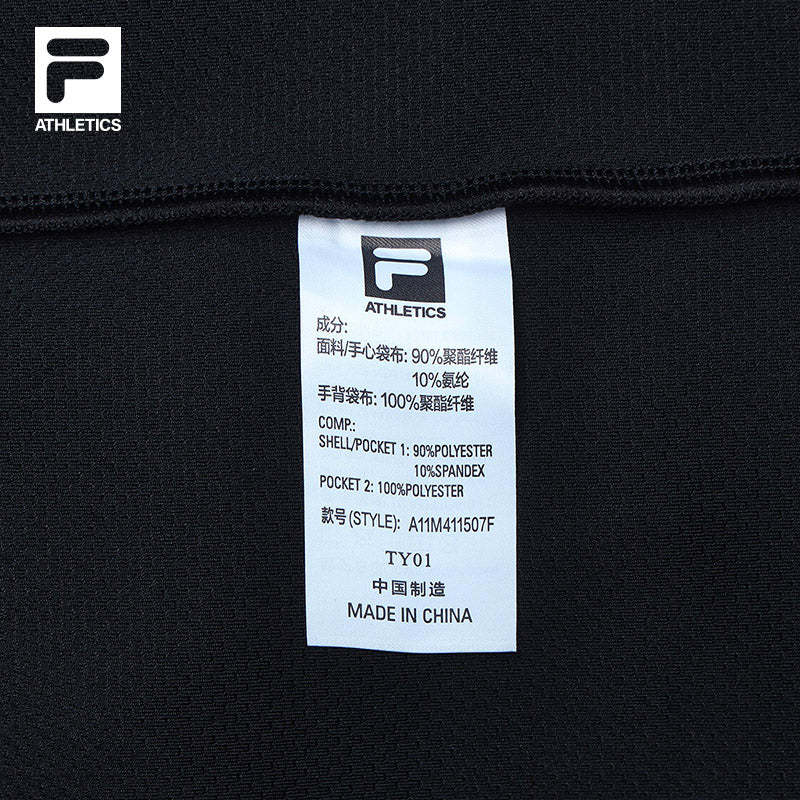 F
ATHLETICS
F
ATHLETICS
成分:
面料/手心袋布: 90%聚酯纤维
10%氨纶
手背袋布: 100%聚酯纤维
COMP.:
SHELL/POCKET 1: 90%POLYESTER
10%SPANDEX
POCKET 2: 100%POLYESTER
款号(STYLE): A11M411507F
TY01
中国制造
MADE IN CHINA